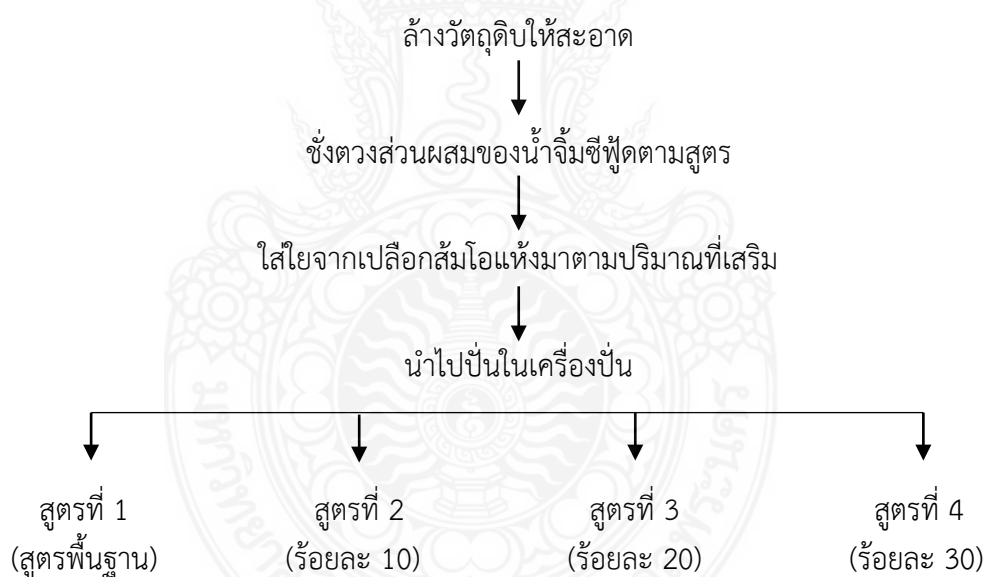 ล้างวัตถุดิบให้สะอาด
ชั่งตวงส่วนผสมของน้ำจิ้มซีฟู้ดตามสูตร
ใส่ใยจากเปลือกส้มโอแห้งมาตามปริมาณที่เสริม
นำไปปั่นในเครื่องปั่น
สูตรที่ 1 สูตรที่ 2 สูตรที่ 3 สูตรที่ 4
(สูตรพื้นฐาน) (ร้อยละ 10) (ร้อยละ 20) (ร้อยละ 30)